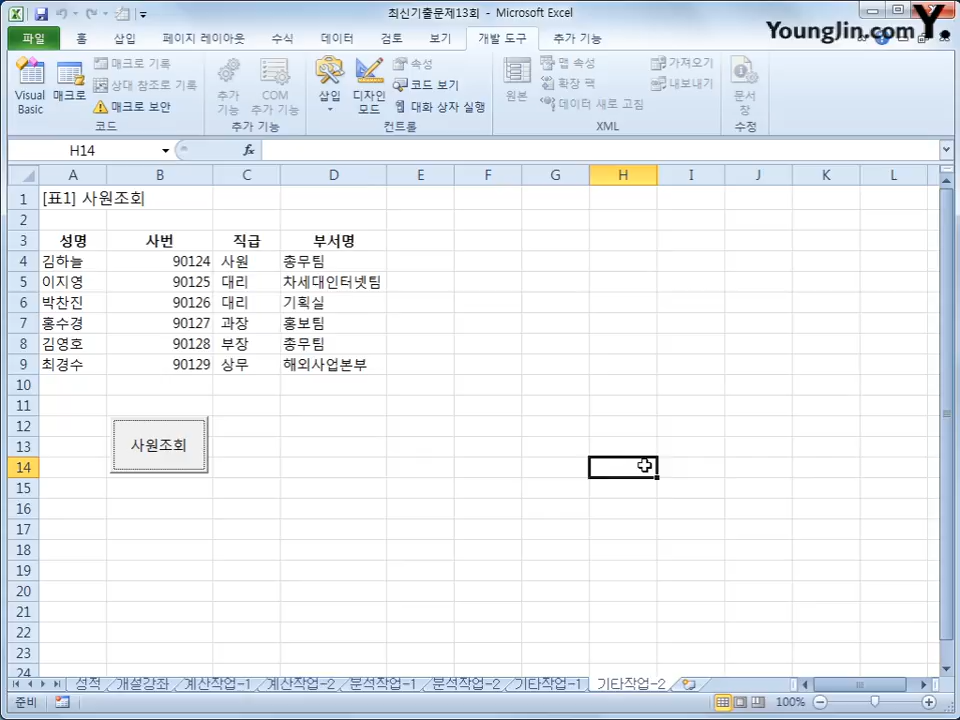 최신기출문제13회 - Microsoft Excel
Younglin.com Y.
파일 홈 삽입 페이지 레이아웃 수식 데이터 검토 보기 개발 도구 추가 기능
Visual Basic
매크로
매크로 기록
상대 참조로 기록
매크로 보안
코드
추가 기능
COM 추가 기능
추가 기능
삽입
디자인 모드
속성
코드 보기
대화 상자 실행
컨트롤
원본
맵 속성
확장 팩
데이터 새로 고침
가져오기
내보내기
XML
문서 창
수정
H14 fx
A B C D E F G H I J K L
1 [표1] 사원조회
2
3 성명 사번 직급 부서명
4 김하늘 90124 사원 총무팀
5 이지영 90125 대리 차세대인터넷팀
6 박찬진 90126 대리 기획실
7 홍수경 90127 과장 홍보팀
8 김영호 90128 부장 총무팀
9 최경수 90129 상무 해외사업본부
10
11
12
사원조회
13
14
15
16
17
18
19
20
21
22
23
24
성적 개설강좌 계산작업-1 계산작업-2 분석작업-1 분석작업-2 기타작업-1 기타작업-2
준비 100%